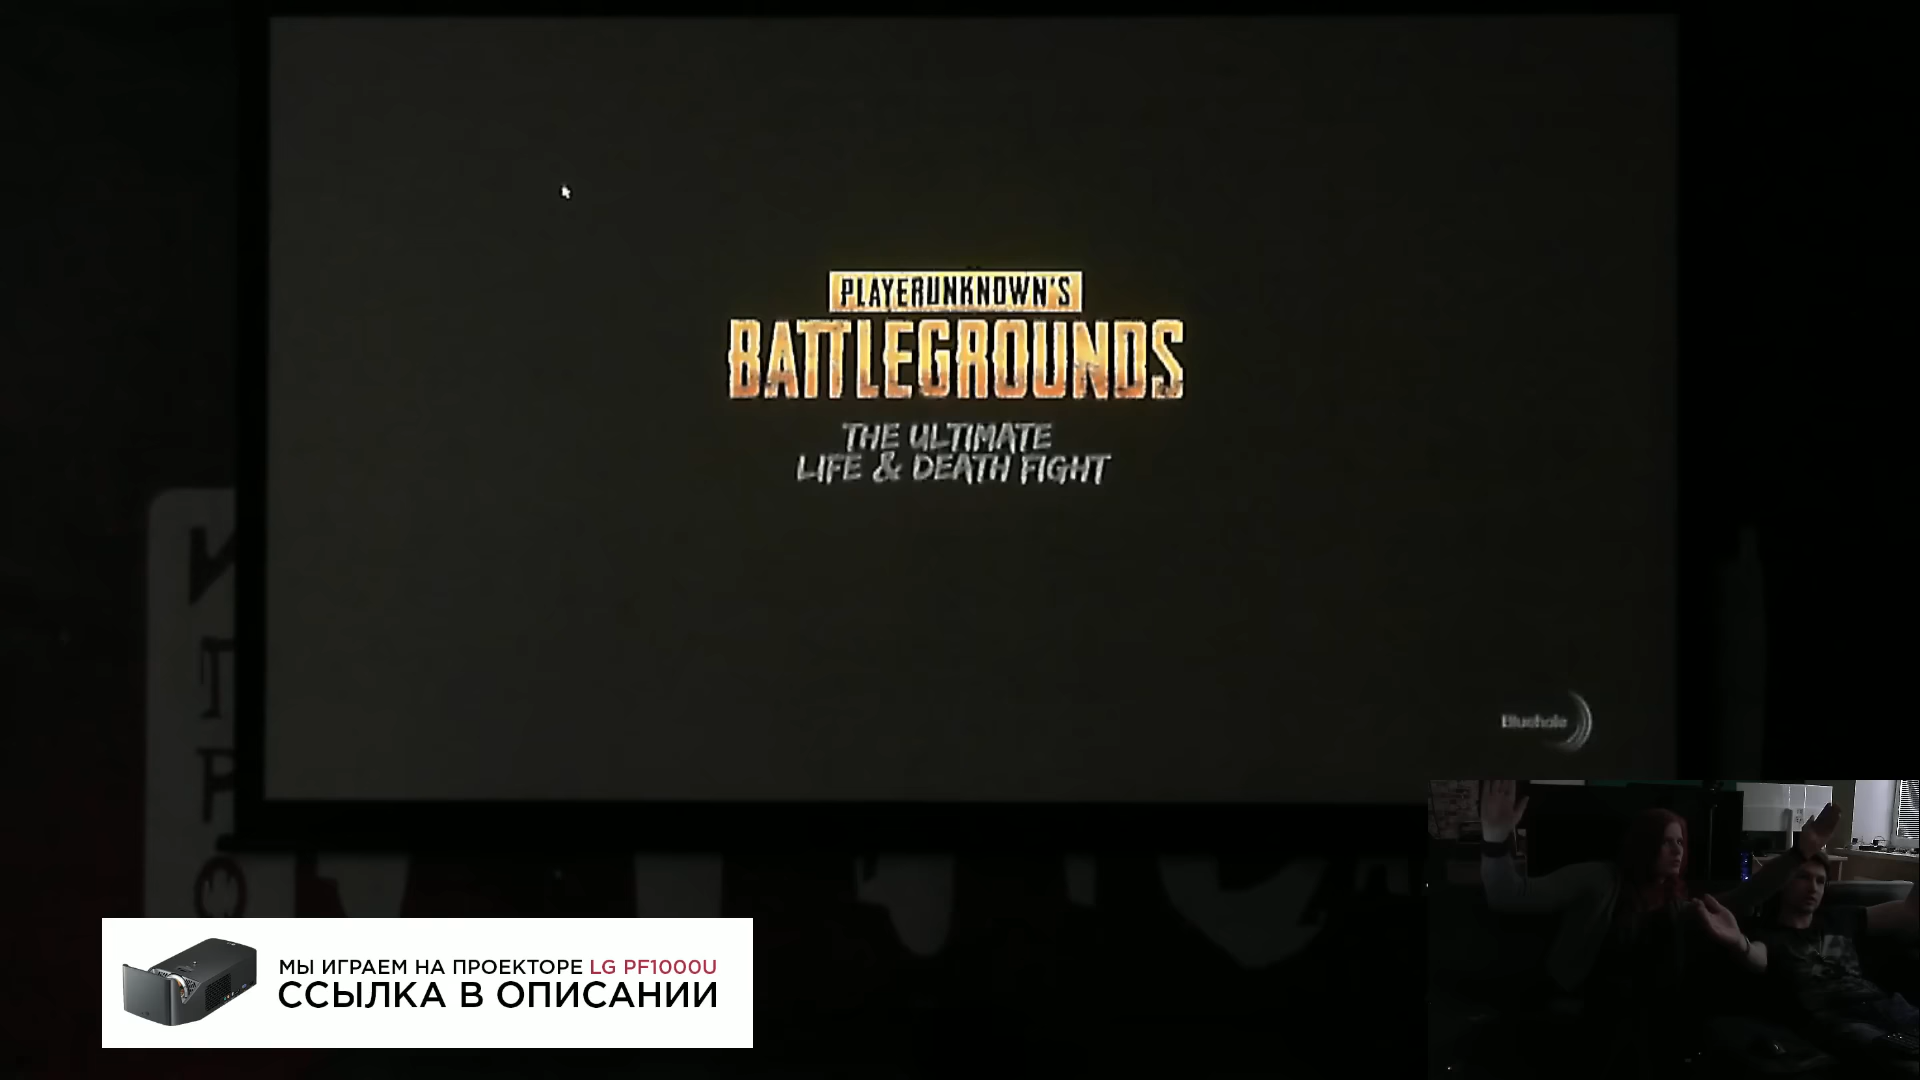 PLAYERUNKNOWN'S
BATTLEGROUNDS
THE ULTIMATE
LIFE & DEATH FIGHT
Bluehole
МЫ ИГРАЕМ НА ПРОЕКТОРЕ LG PF1000U
ССЫЛКА В ОПИСАНИИ